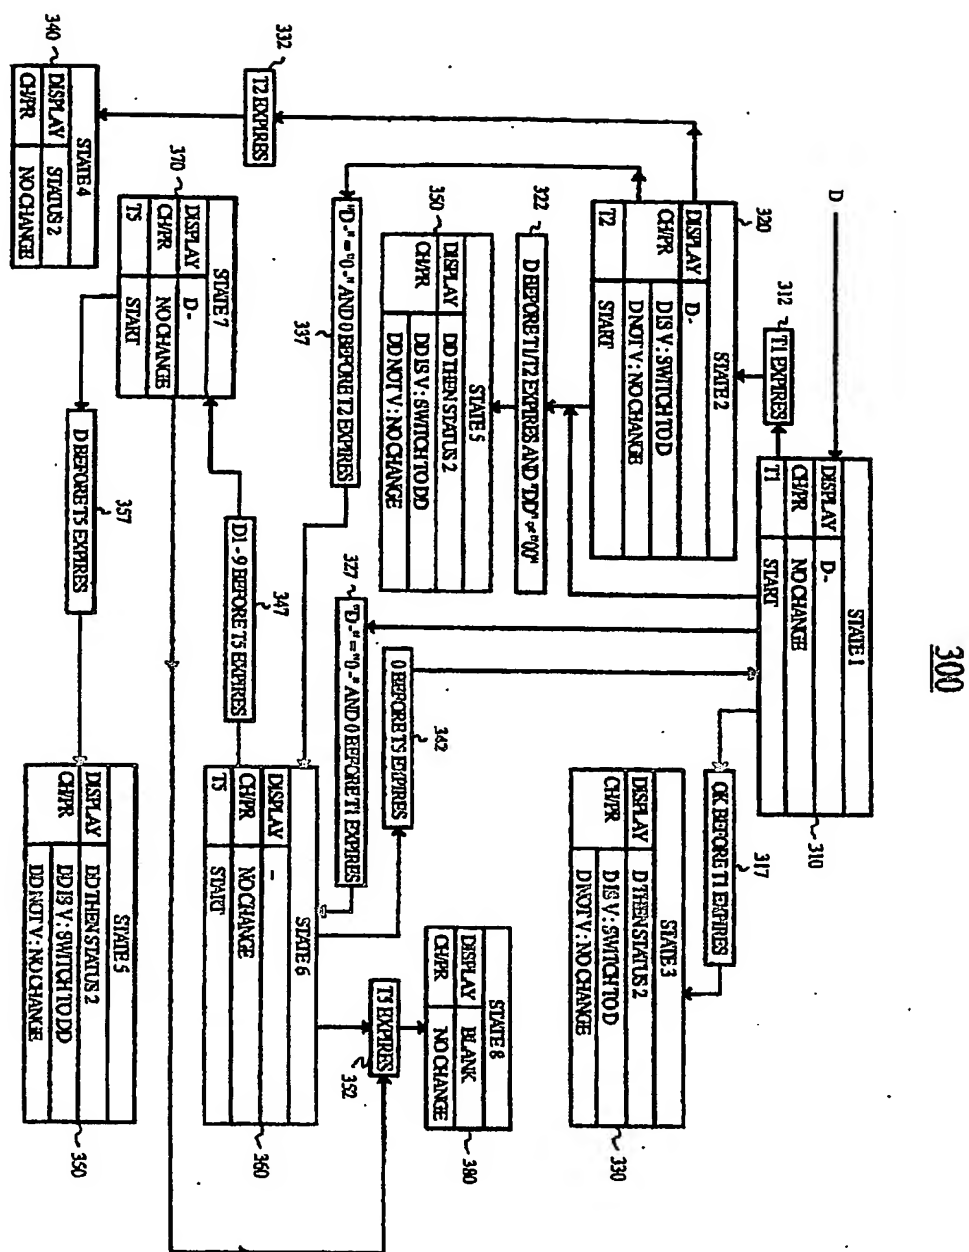 300
D
STATE 1
DISPLAY D-
CH/PR NO CHANGE
T1 START
310
312
T1 EXPIRES
317
OK BEFORE T1 EXPIRES
320
STATE 2
DISPLAY D-
CH/PR D IS V : SWITCH TO D
D NOT V : NO CHANGE
T2 START
STATE 3
DISPLAY D THEN STATUS 2
CH/PR D IS V : SWITCH TO D
D NOT V : NO CHANGE
330
322
D BEFORE T1/T2 EXPIRES AND "DD" ≠ "00"
350
STATE 5
DISPLAY DD THEN STATUS 2
CH/PR DD IS V : SWITCH TO DD
DD NOT V : NO CHANGE
342
0 BEFORE T5 EXPIRES
STATE 8
DISPLAY BLANK
CH/PR NO CHANGE
380
332
T2 EXPIRES
337
"D-" = "0-" AND 0 BEFORE T2 EXPIRES
327
"D-" = "0-" AND 0 BEFORE T1 EXPIRES
T5 EXPIRES
352
347
D1 - 9 BEFORE T5 EXPIRES
STATE 6
DISPLAY -
CH/PR NO CHANGE
T5 START
360
340
STATE 4
DISPLAY STATUS 2
CH/PR NO CHANGE
370
STATE 7
DISPLAY D-
CH/PR NO CHANGE
T5 START
357
D BEFORE T5 EXPIRES
STATE 5
DISPLAY DD THEN STATUS 2
CH/PR DD IS V : SWITCH TO DD
DD NOT V : NO CHANGE
350